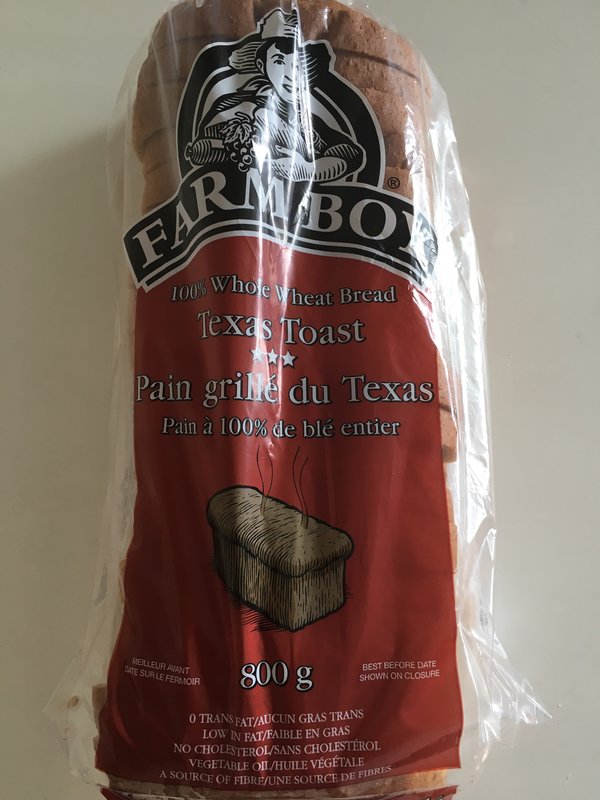 FARM BOY
®
100% Whole Wheat Bread
Texas Toast
Pain grillé du Texas
Pain à 100% de blé entier
MEILLEUR AVANT
DATE SUR LE FERMOIR
800 g
BEST BEFORE DATE
SHOWN ON CLOSURE
0 TRANS FAT/AUCUN GRAS TRANS
LOW IN FAT/FAIBLE EN GRAS
NO CHOLESTEROL/SANS CHOLESTÉROL
VEGETABLE OIL/HUILE VÉGÉTALE
A SOURCE OF FIBRE/UNE SOURCE DE FIBRES